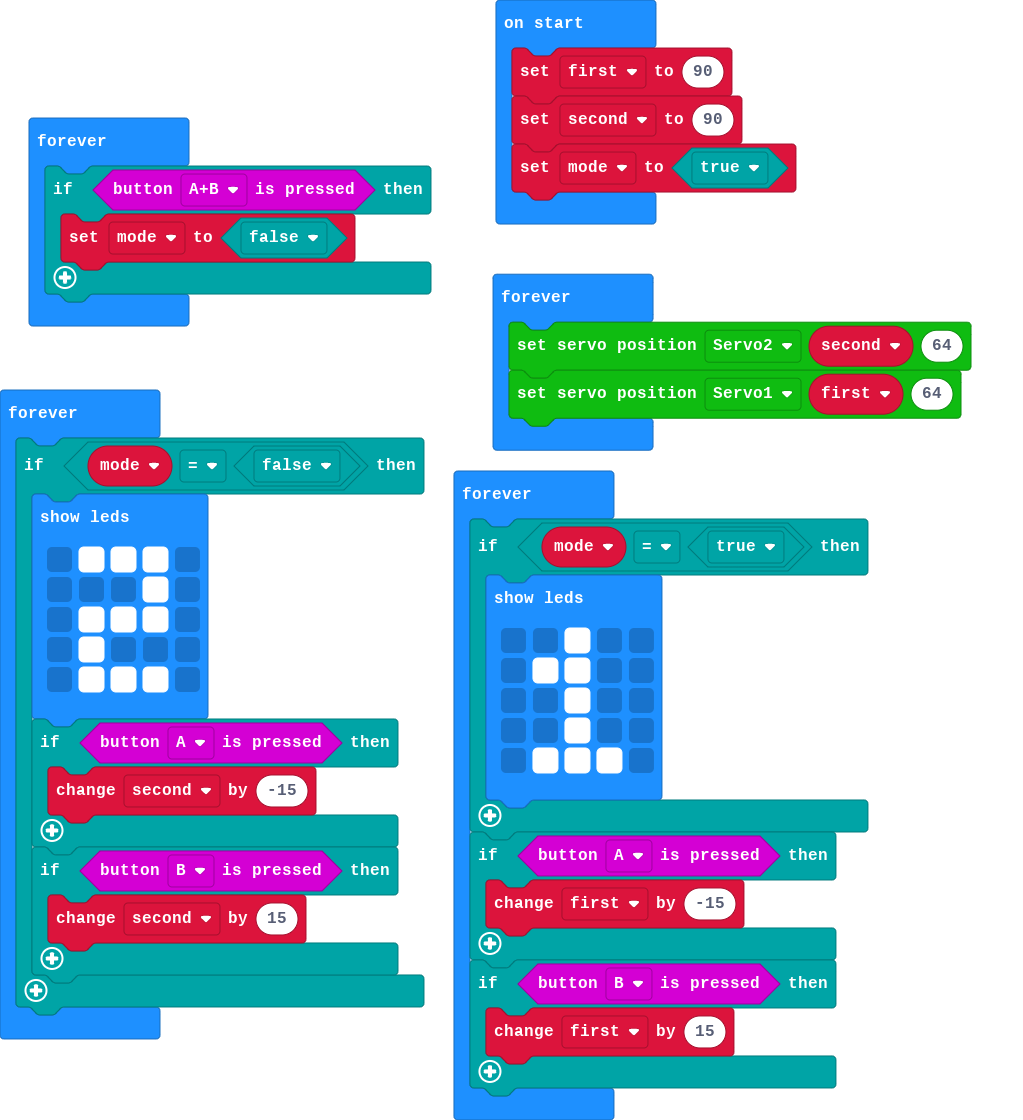 on start
set first to 90
set second to 90
set mode to true
forever
if button A+B is pressed then
set mode to false
forever
set servo position Servo2 second 64
set servo position Servo1 first 64
forever
if mode = false then
show leds
if button A is pressed then
change second by -15
if button B is pressed then
change second by 15
forever
if mode = true then
show leds
if button A is pressed then
change first by -15
if button B is pressed then
change first by 15